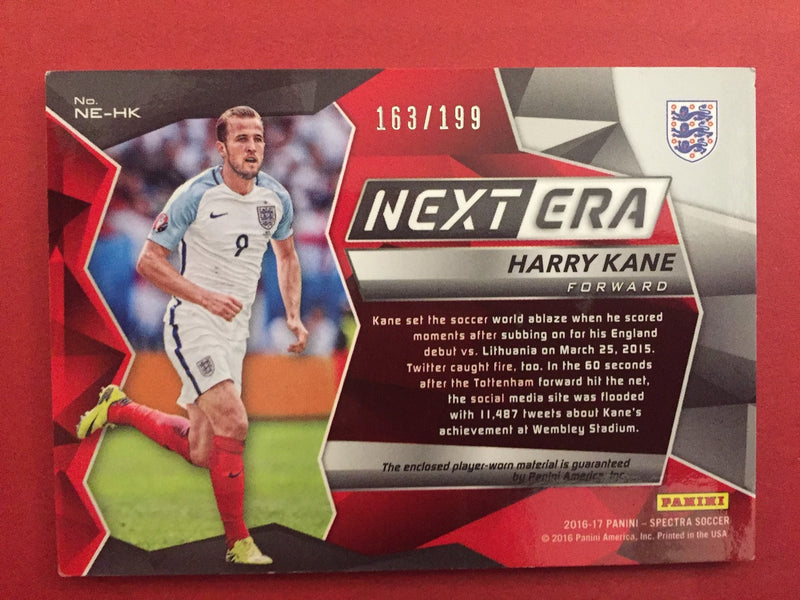 No.
NE-HK
163/199
NEXT ERA
HARRY KANE
FORWARD
9
Kane set the soccer world ablaze when he scored
moments after subbing on for his England
debut vs. Lithuania on March 25, 2015.
Twitter caught fire, too. In the 60 seconds
after the Tottenham forward hit the net,
the social media site was flooded
with 11,487 tweets about Kane's
achievement at Wembley Stadium.
The enclosed player-worn material is guaranteed
by Panini America, Inc.
PANINI
2016-17 PANINI – SPECTRA SOCCER
© 2016 Panini America, Inc. Printed in the USA